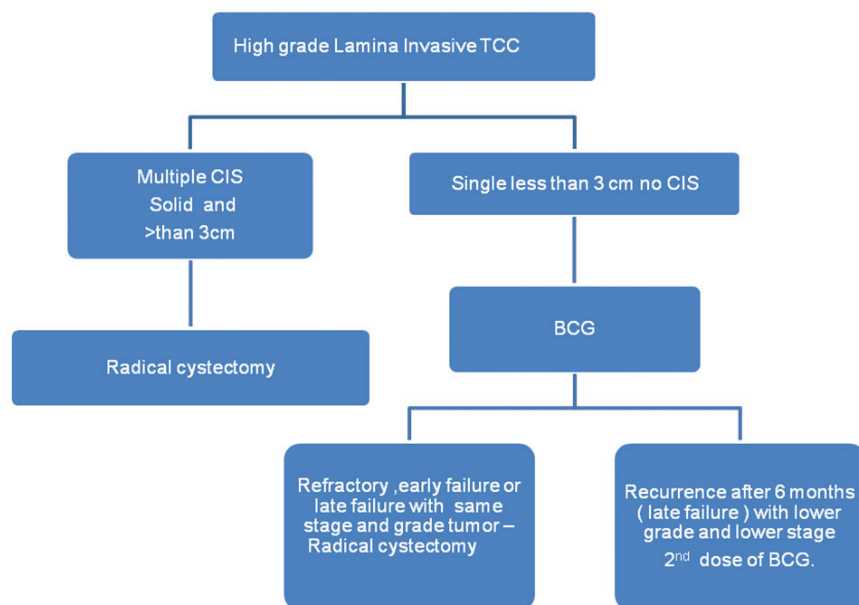 High grade Lamina Invasive TCC
Multiple CIS
Solid and
>than 3cm
Single less than 3 cm no CIS
Radical cystectomy
BCG
Refractory ,early failure or
late failure with same
stage and grade tumor –
Radical cystectomy
Recurrence after 6 months
( late failure ) with lower
grade and lower stage
2nd dose of BCG.